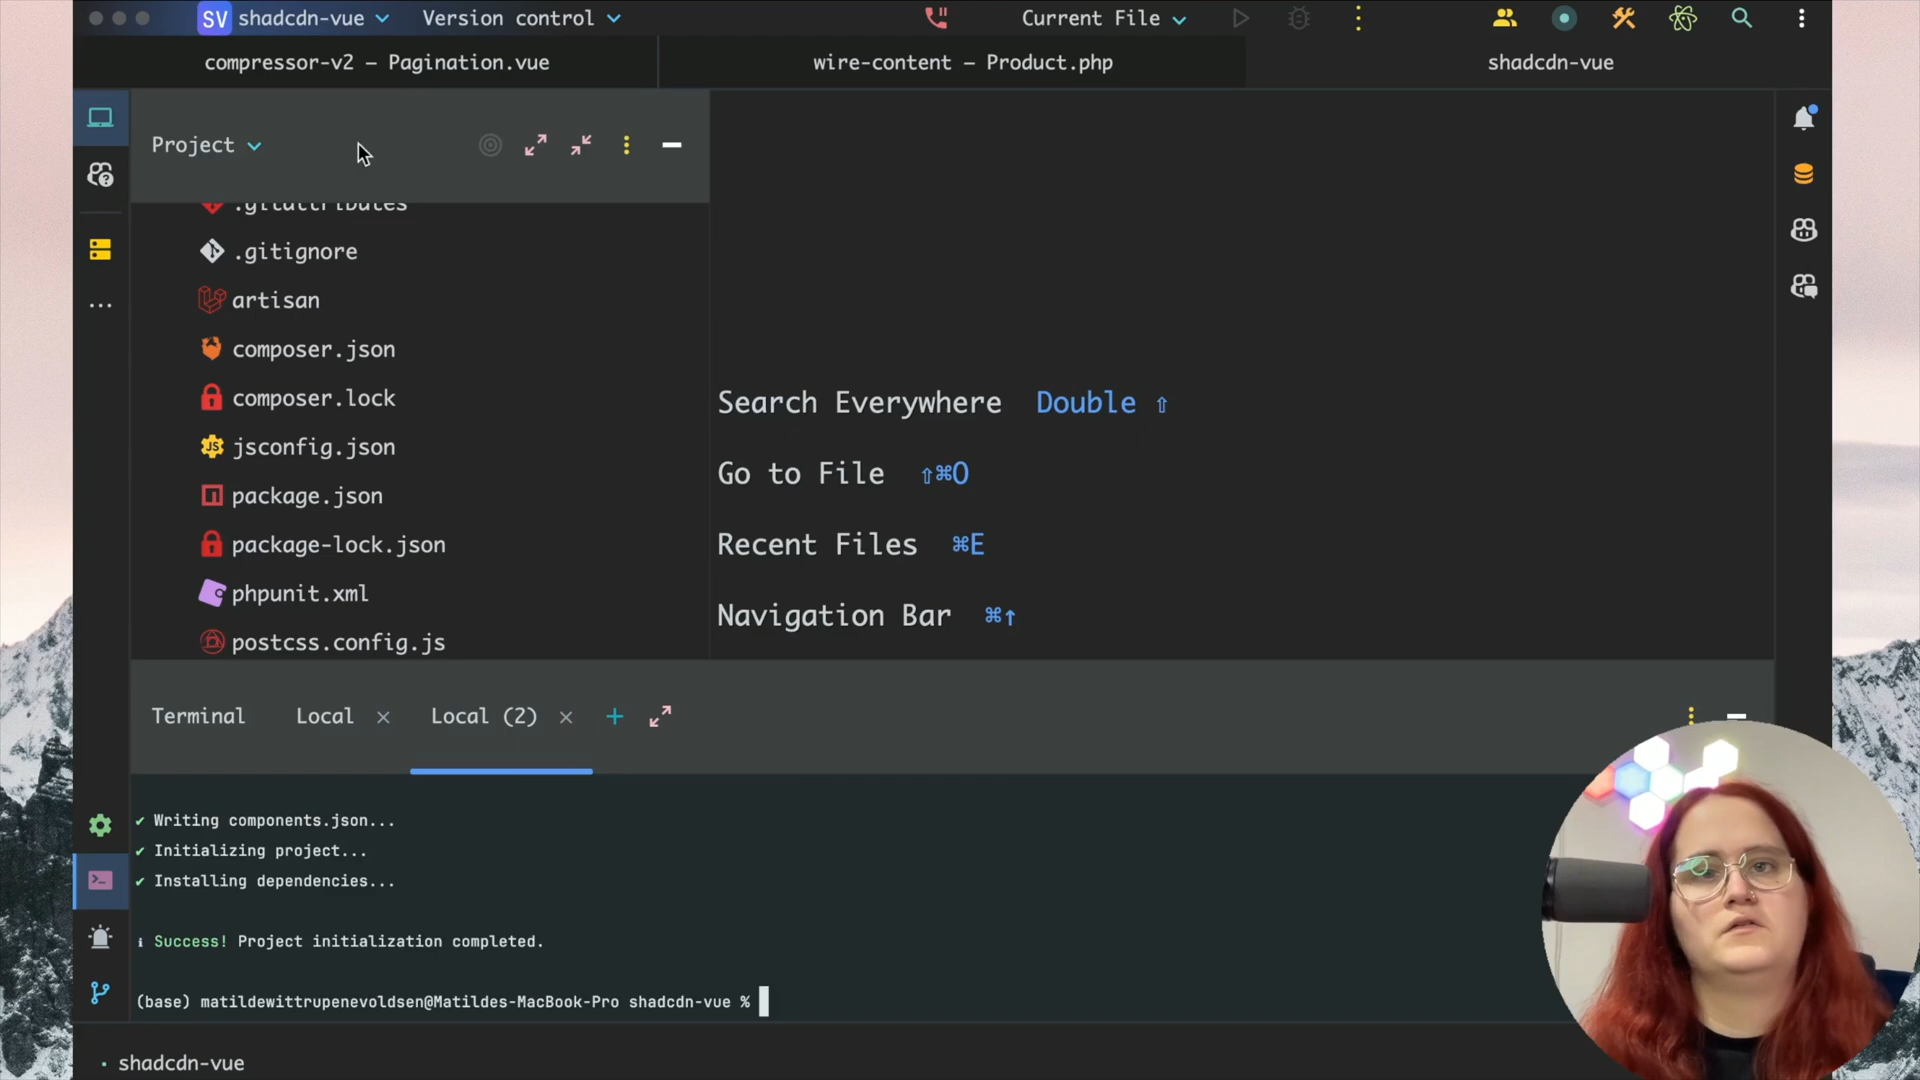 SV shadcdn-vue Version control Current File
compressor-v2 – Pagination.vue wire-content – Product.php shadcdn-vue
Project
.gitattributes
.gitignore
artisan
composer.json
composer.lock
JS jsconfig.json
package.json
package-lock.json
phpunit.xml
postcss.config.js
Search Everywhere Double ⇧
Go to File ⇧⌘O
Recent Files ⌘E
Navigation Bar ⌘↑
Terminal Local × Local (2) × +
✔ Writing components.json...
✔ Initializing project...
✔ Installing dependencies...
ℹ Success! Project initialization completed.
(base) matildewittrupenevoldsen@Matildes-MacBook-Pro shadcdn-vue %
shadcdn-vue